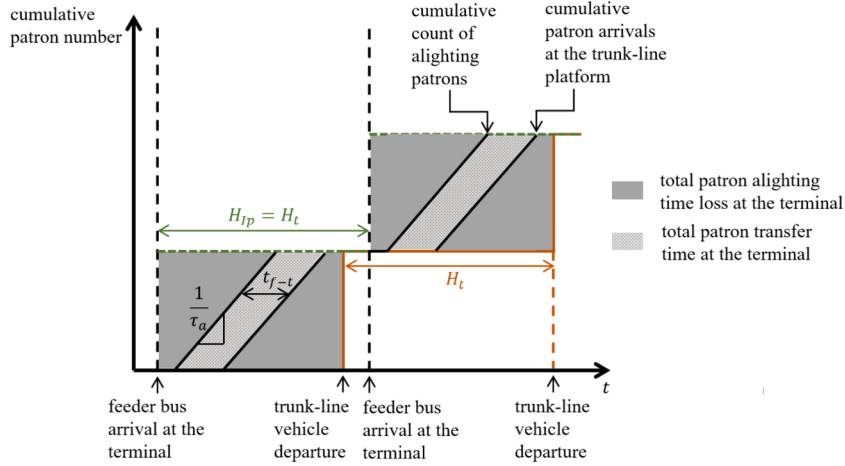 cumulative
patron number
cumulative
count of
alighting
patrons
cumulative
patron arrivals
at the trunk-line
platform
total patron alighting
time loss at the terminal
total patron transfer
time at the terminal
H_{Ip} = H_t
H_t
t_{f-t}
1
τ_a
t
feeder bus
arrival at the
terminal
trunk-line
vehicle
departure
feeder bus
arrival at the
terminal
trunk-line
vehicle
departure